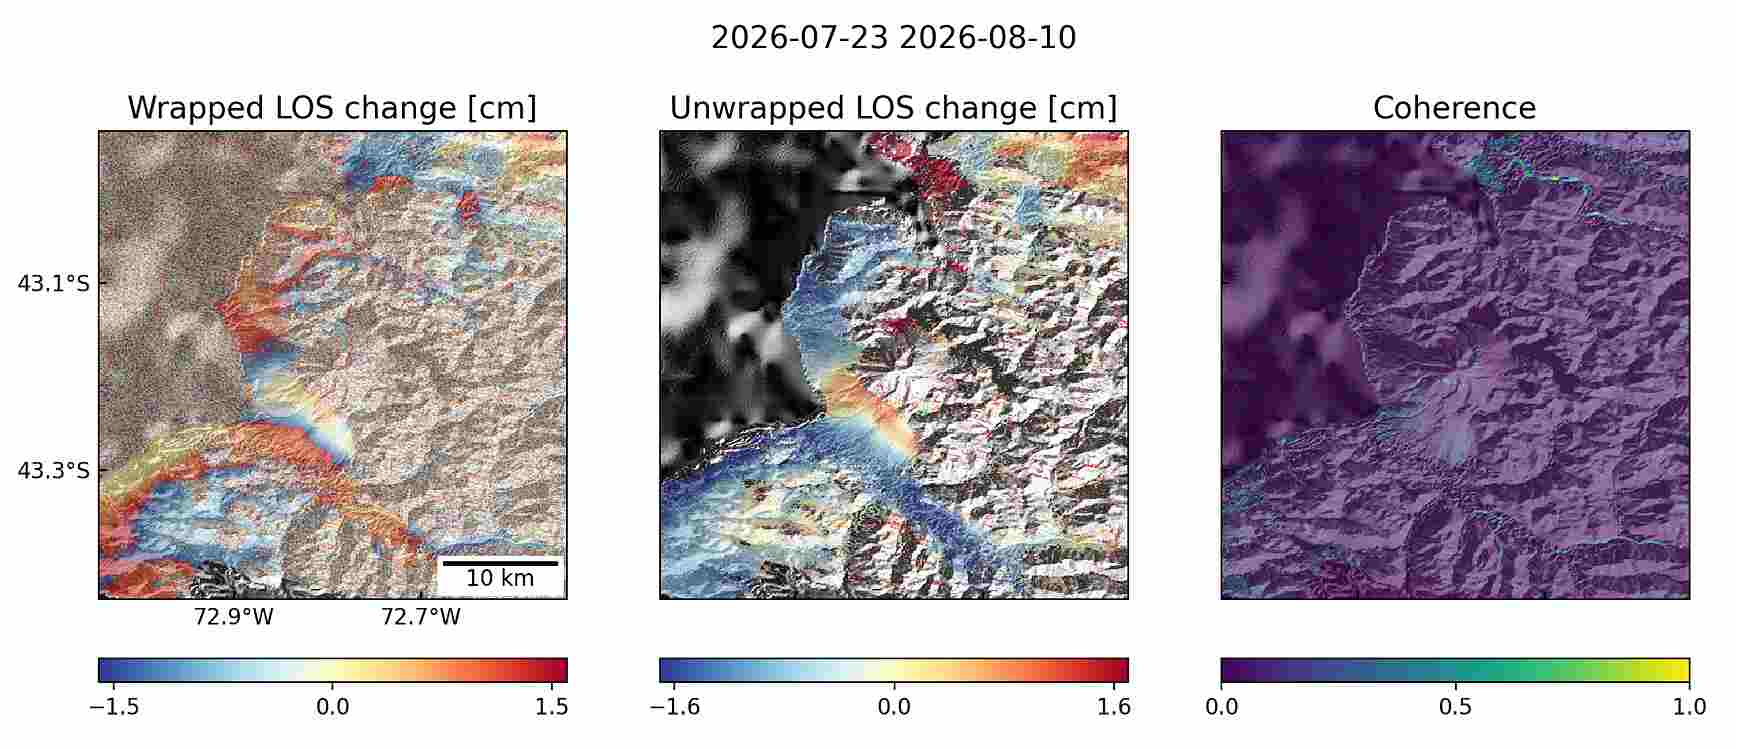 2026-07-23 2026-08-10
Wrapped LOS change [cm]
Unwrapped LOS change [cm]
Coherence
43.1°S
43.3°S
10 km
72.9°W
72.7°W
−1.5
0.0
1.5
−1.6
0.0
1.6
0.0
0.5
1.0